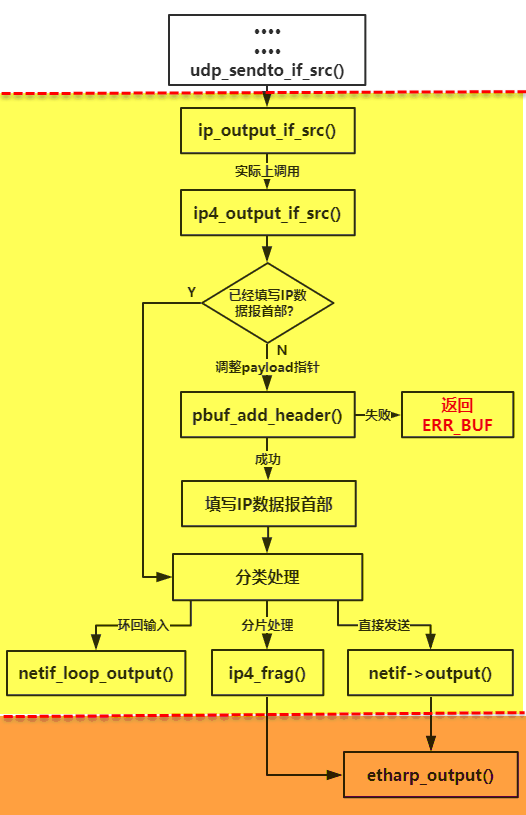 ••••
••••
udp_sendto_if_src()
ip_output_if_src()
实际上调用
ip4_output_if_src()
Y
已经填写IP数
据报首部?
N
调整payload指针
pbuf_add_header()
失败
返回
ERR_BUF
成功
填写IP数据报首部
分类处理
环回输入
分片处理
直接发送
netif_loop_output()
ip4_frag()
netif->output()
etharp_output()